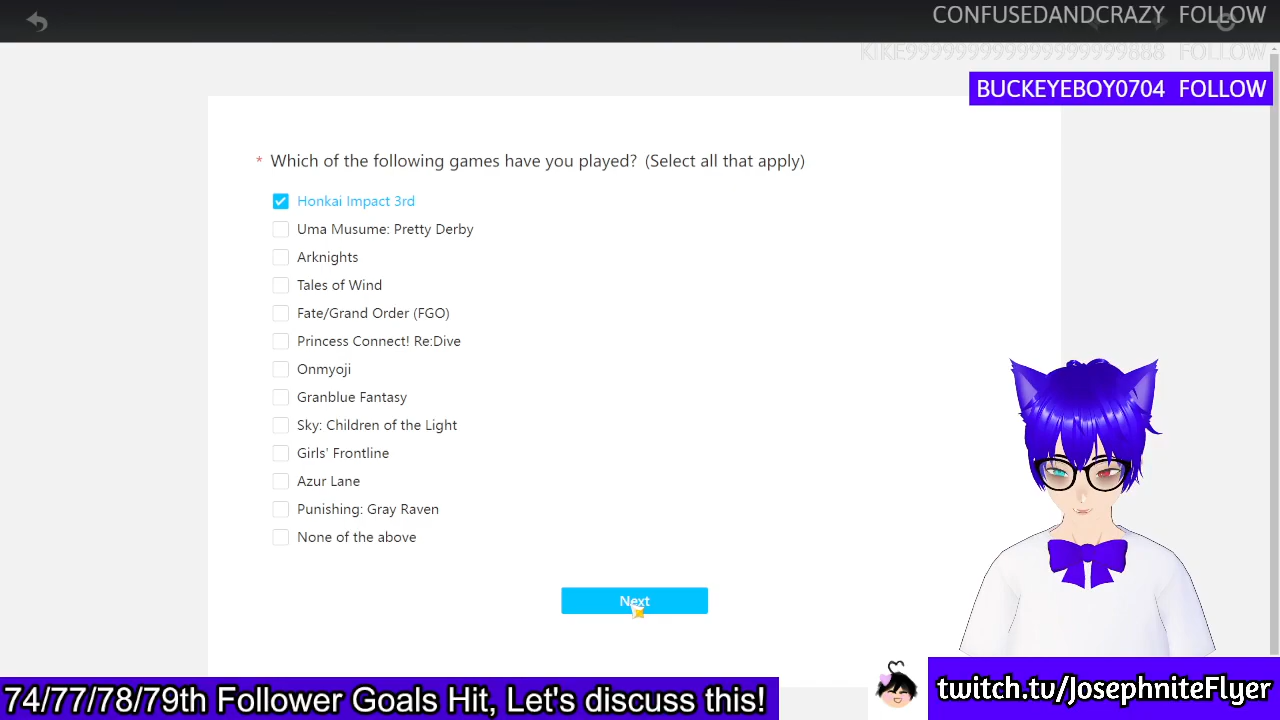 CONFUSEDANDCRAZY FOLLOW
KIKE9999999999999999999888 FOLLOW
BUCKEYEBOY0704 FOLLOW
* Which of the following games have you played? (Select all that apply)
Honkai Impact 3rd
Uma Musume: Pretty Derby
Arknights
Tales of Wind
Fate/Grand Order (FGO)
Princess Connect! Re:Dive
Onmyoji
Granblue Fantasy
Sky: Children of the Light
Girls' Frontline
Azur Lane
Punishing: Gray Raven
None of the above
Next
74/77/78/79th Follower Goals Hit, Let's discuss this!
twitch.tv/JosephniteFlyer